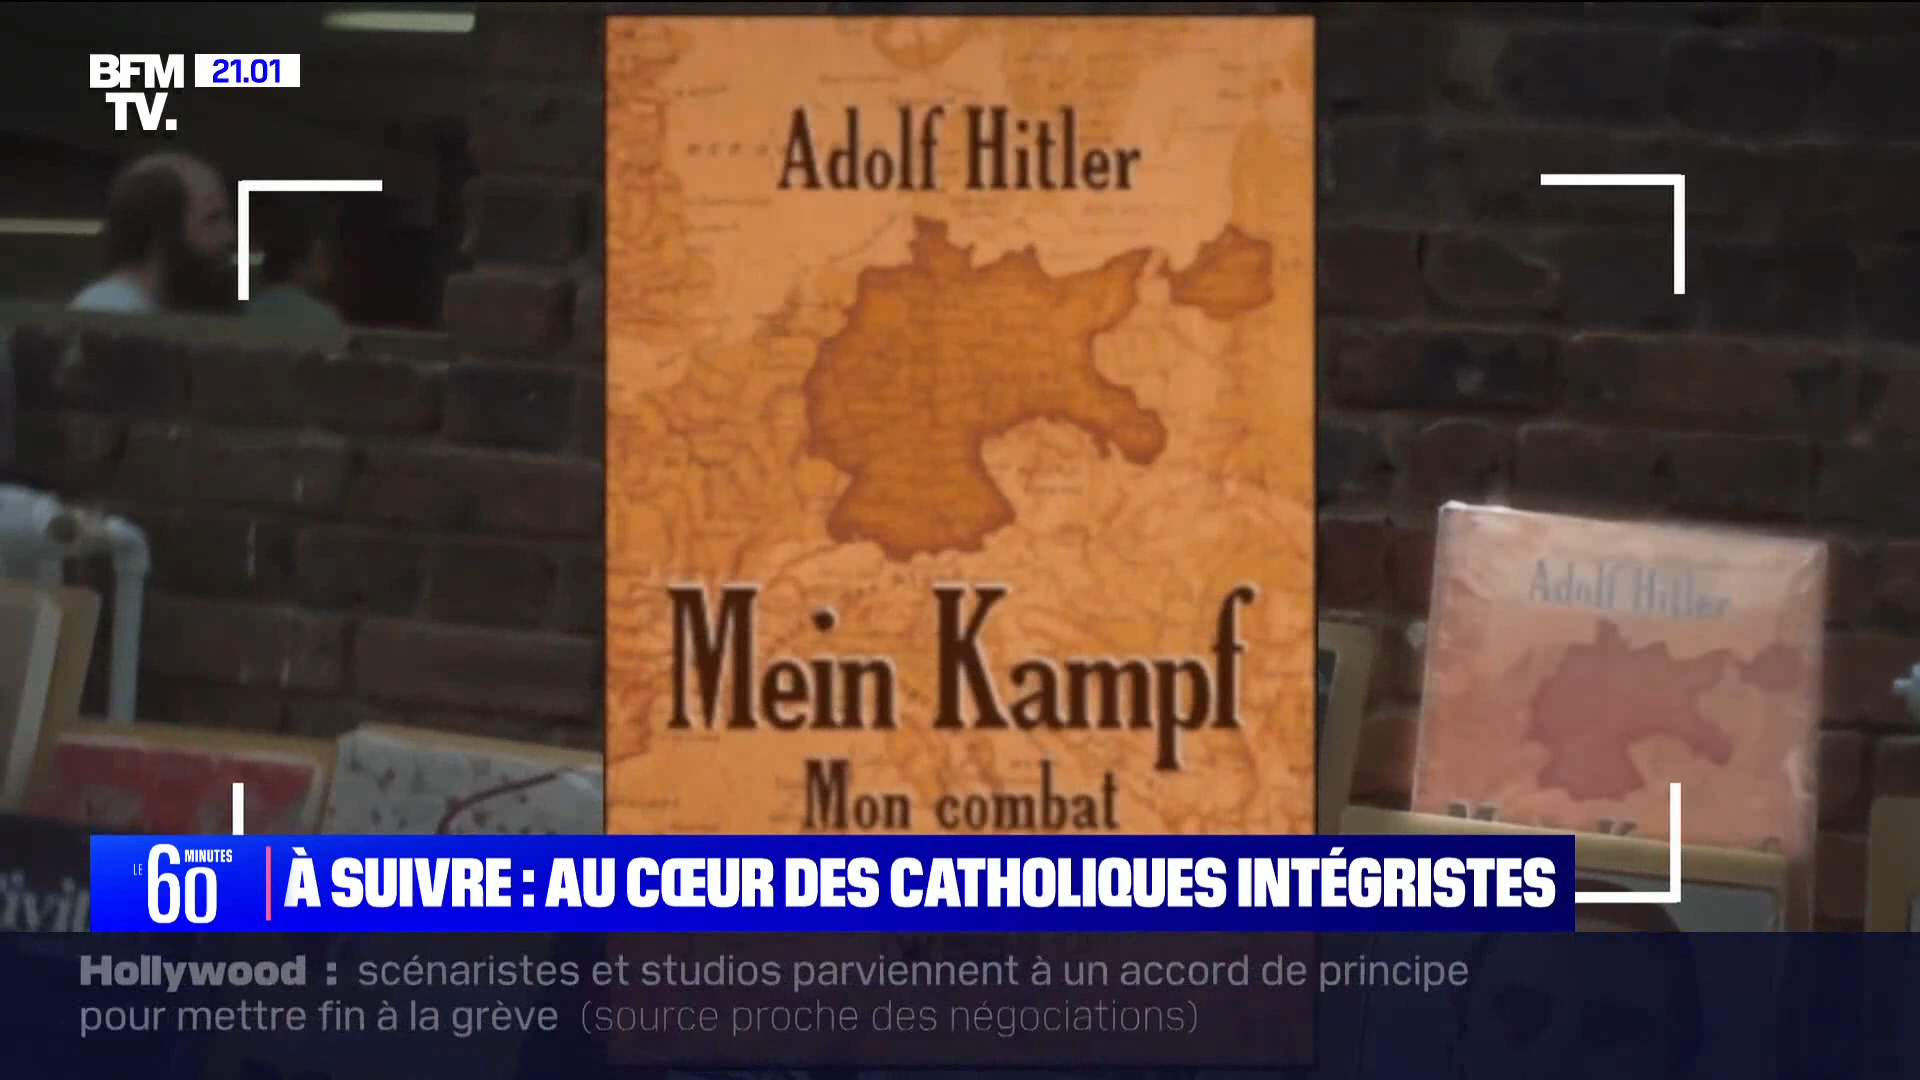 BFM
TV.
21.01
Adolf Hitler
Mein Kampf
Mon combat
Adolf Hitler
LE 60 MINUTES
À SUIVRE : AU CŒUR DES CATHOLIQUES INTÉGRISTES
Hollywood : scénaristes et studios parviennent à un accord de principe
pour mettre fin à la grève (source proche des négociations)